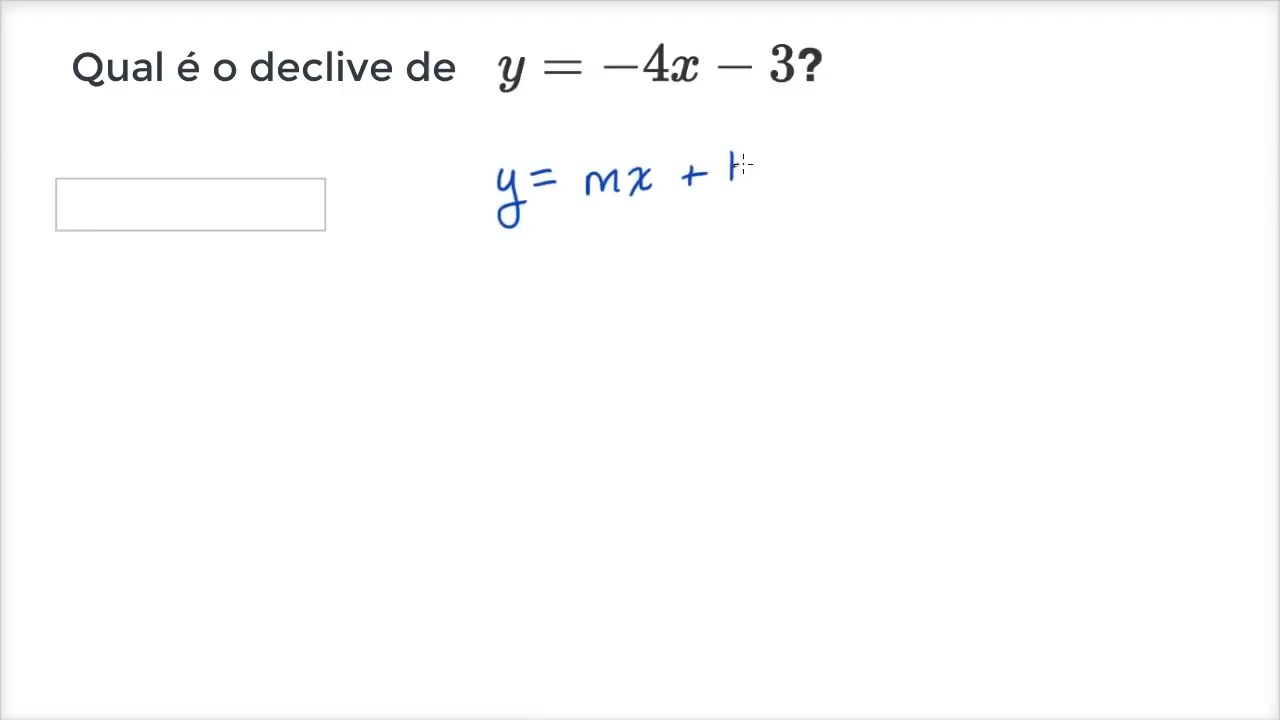 Qual é o declive de y = −4x − 3?
y = mx +